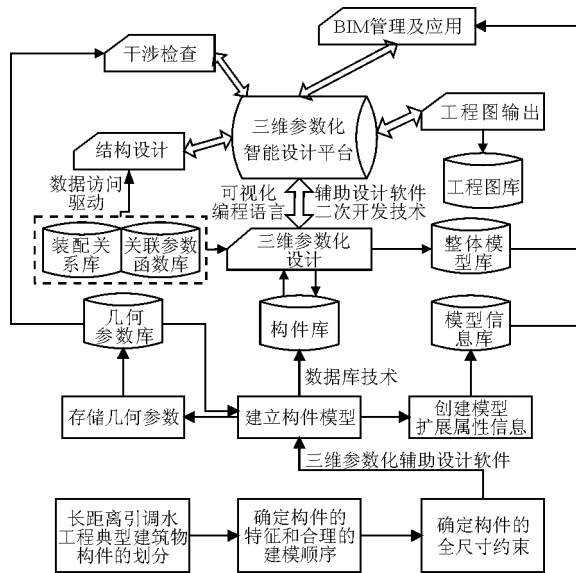 BIM管理及应用
干涉检查
三维参数化
智能设计平台
工程图输出
结构设计
工程图库
数据访问
驱动
可视化
编程语言
辅助设计软件
二次开发技术
装配关
系库
关联参数
函数库
三维参数化
设计
整体模
型库
几何
参数库
构件库
模型信
息库
数据库技术
存储几何参数
建立构件模型
创建模型
扩展属性信息
三维参数化辅助设计软件
长距离引调水
工程典型建筑物
构件的划分
确定构件的
特征和合理的
建模顺序
确定构件的
全尺寸约束